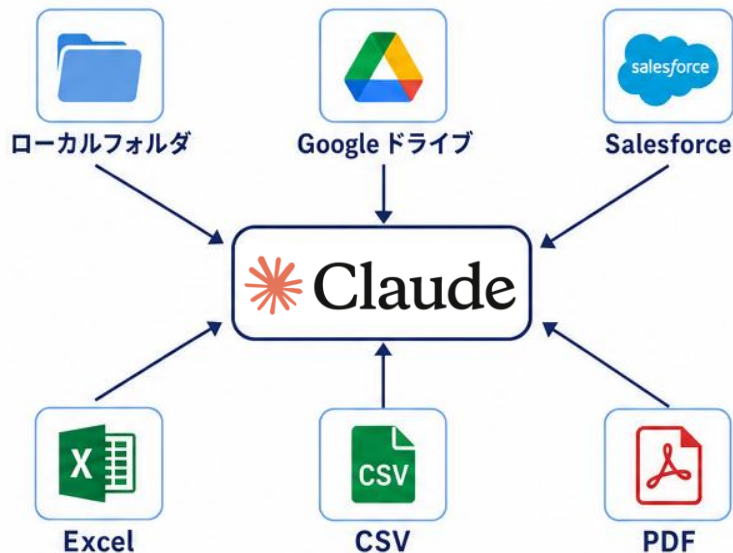 salesforce
ローカルフォルダ
Google ドライブ
Salesforce
Claude
X
CSV
Excel
CSV
PDF